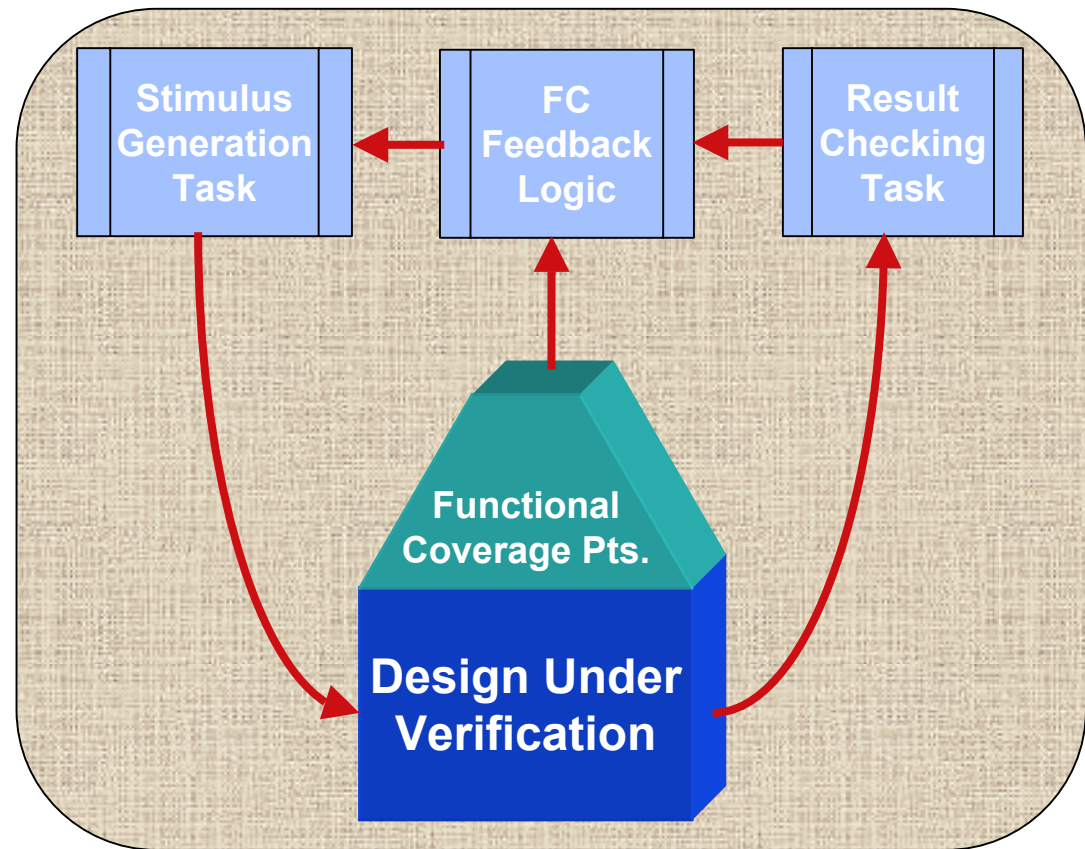 Stimulus
Generation
Task
FC
Feedback
Logic
Result
Checking
Task
Functional
Coverage Pts.
Design Under
Verification